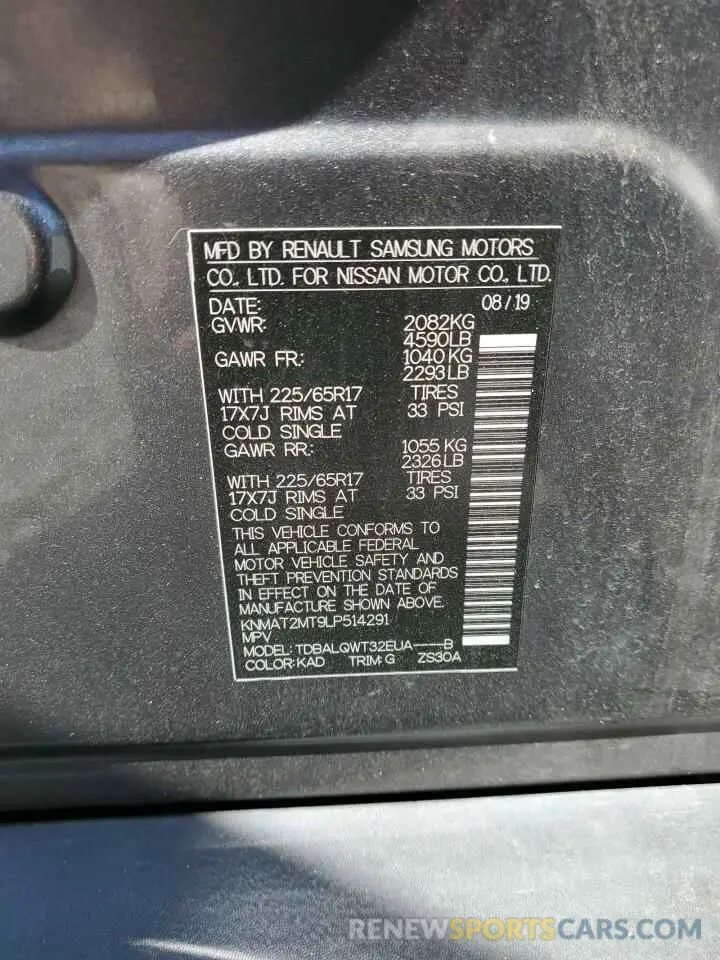 MFD BY RENAULT SAMSUNG MOTORS
CO., LTD. FOR NISSAN MOTOR CO., LTD.
DATE: 08/19
GVWR: 2082KG
4590LB
GAWR FR: 1040KG
2293LB
WITH 225/65R17 TIRES
17X7J RIMS AT 33 PSI
COLD SINGLE
GAWR RR: 1055 KG
2326LB
WITH 225/65R17 TIRES
17X7J RIMS AT 33 PSI
COLD SINGLE
THIS VEHICLE CONFORMS TO
ALL APPLICABLE FEDERAL
MOTOR VEHICLE SAFETY AND
THEFT PREVENTION STANDARDS
IN EFFECT ON THE DATE OF
MANUFACTURE SHOWN ABOVE.
KNMAT2MT9LP514291
MPV
MODEL: TDBALQWT32EUA----B
COLOR: KAD TRIM: G ZS30A
RENEWSPORTSCARS.COM